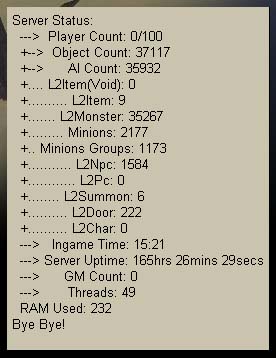 Server Status:
---> Player Count: 0/100
+--> Object Count: 37117
+--> AI Count: 35932
+.... L2Item(Void): 0
+.......... L2Item: 9
+....... L2Monster: 35267
+......... Minions: 2177
+.. Minions Groups: 1173
+........... L2Npc: 1584
+............ L2Pc: 0
+........ L2Summon: 6
+.......... L2Door: 222
+.......... L2Char: 0
---> Ingame Time: 15:21
---> Server Uptime: 165hrs 26mins 29secs
---> GM Count: 0
---> Threads: 49
RAM Used: 232
Bye Bye!